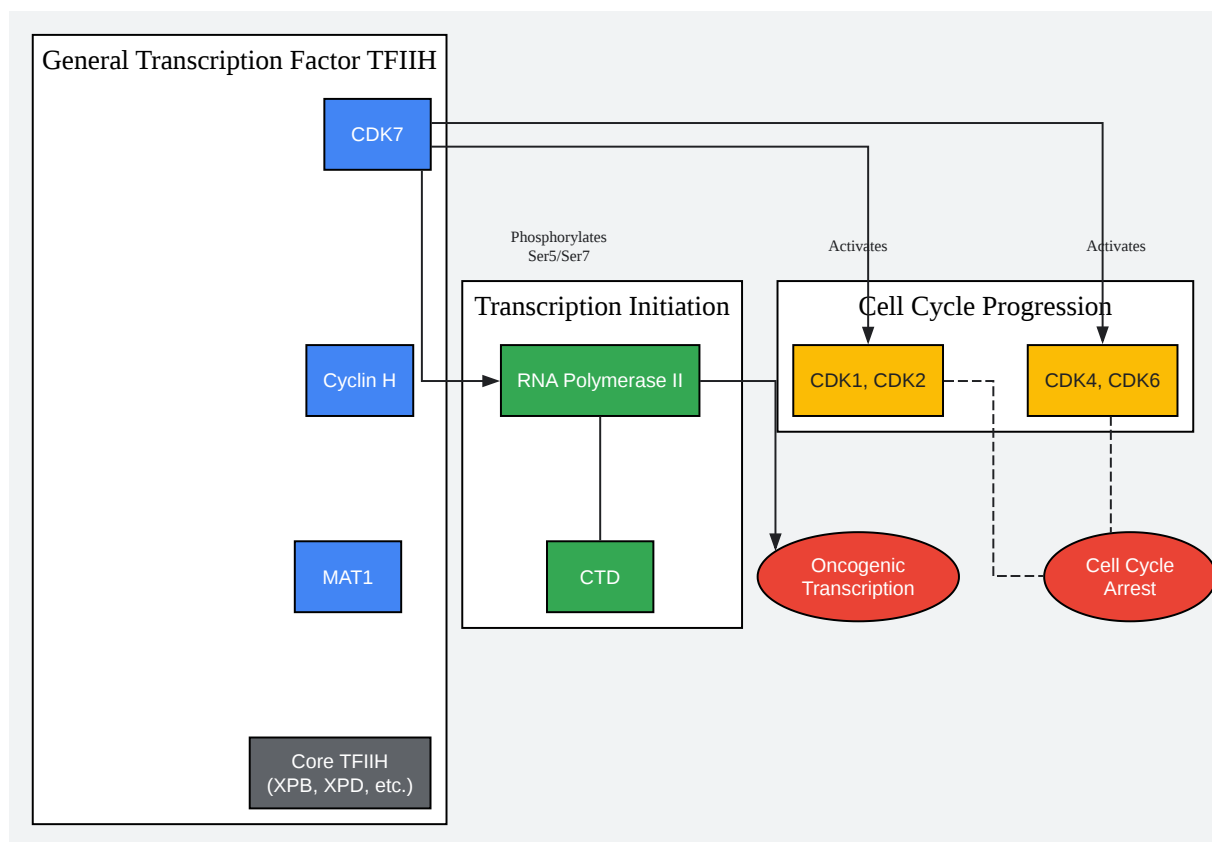 General Transcription Factor TFIIH
CDK7
Cyclin H
MAT1
Core TFIIH
(XPB, XPD, etc.)
Phosphorylates
Ser5/Ser7
Transcription Initiation
RNA Polymerase II
CTD
Activates
Activates
Cell Cycle Progression
CDK1, CDK2
CDK4, CDK6
Oncogenic
Transcription
Cell Cycle
Arrest